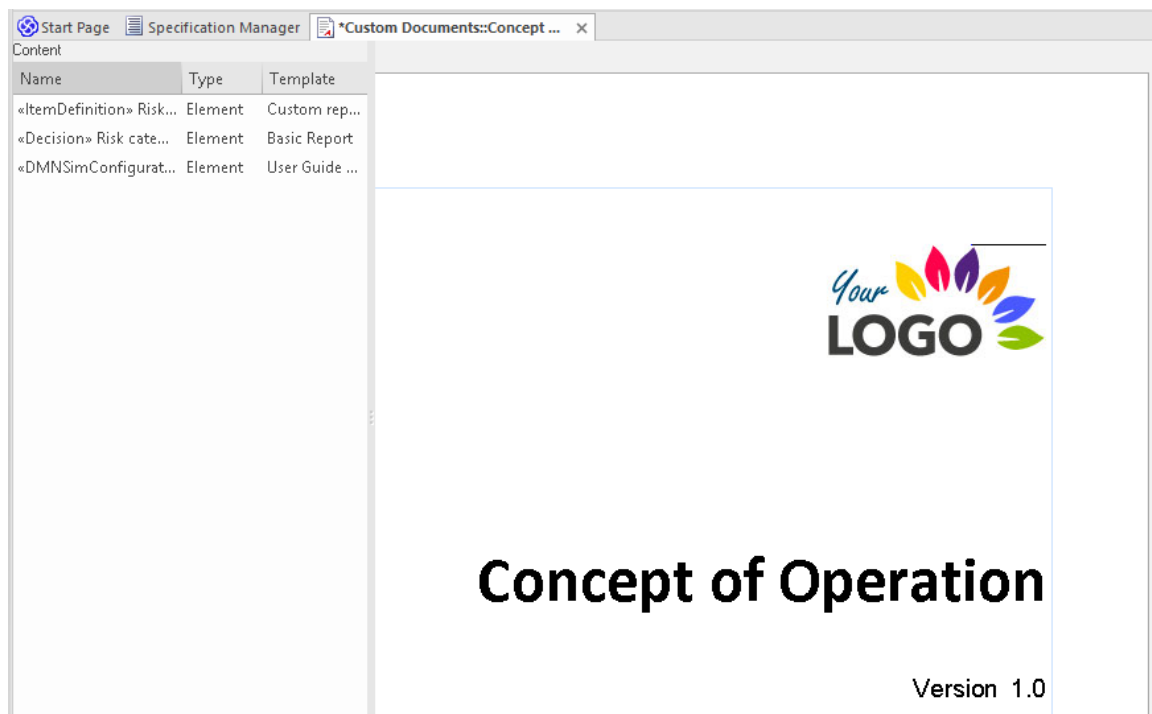 Start Page Specification Manager *Custom Documents::Concept ... ×
Content
Name Type Template
«ItemDefinition» Risk... Element Custom rep...
«Decision» Risk cate... Element Basic Report
«DMNSimConfigurat... Element User Guide ...
Your
LOGO
Concept of Operation
Version 1.0